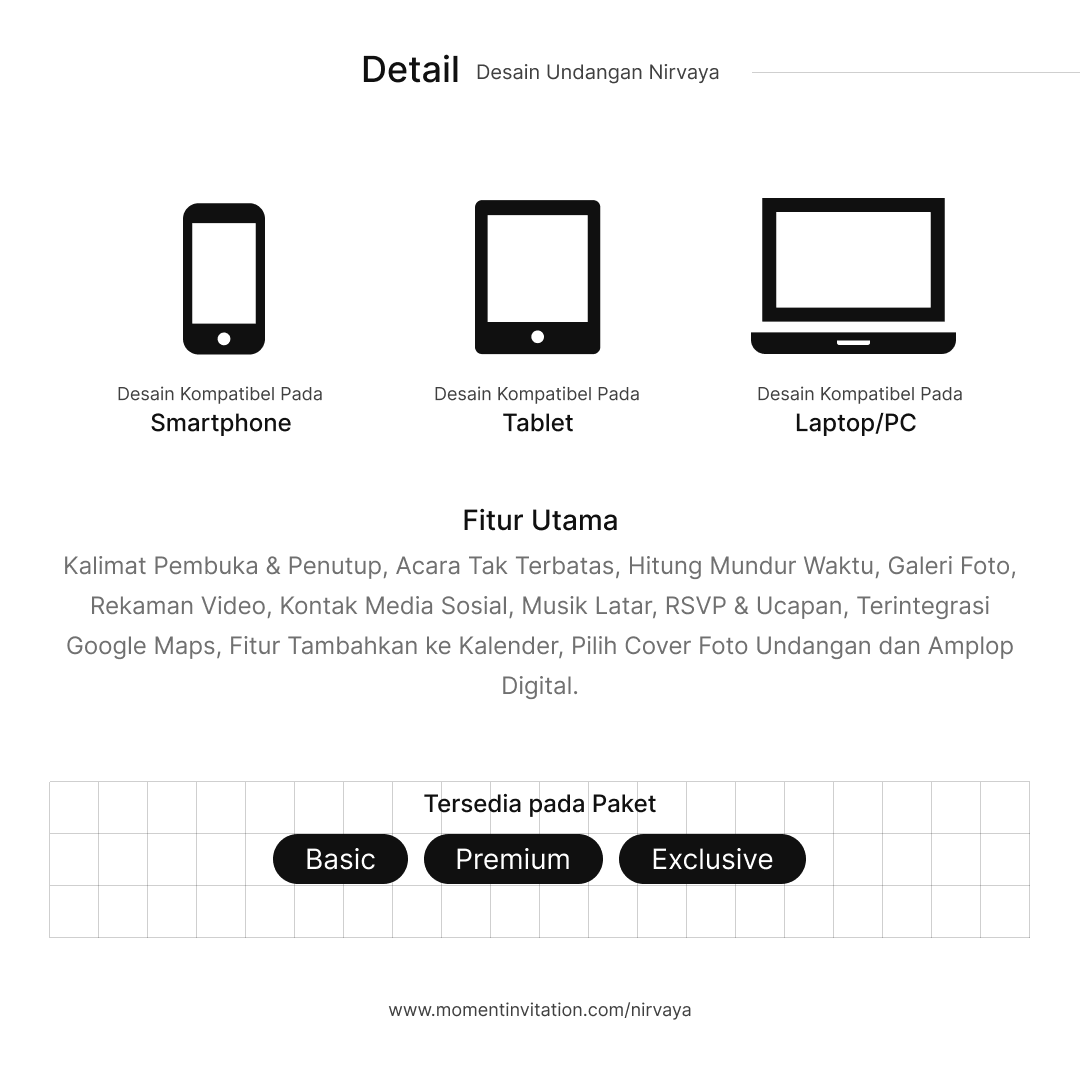 Detail Desain Undangan Nirvaya
Desain Kompatibel Pada
Smartphone
Desain Kompatibel Pada
Tablet
Desain Kompatibel Pada
Laptop/PC
Fitur Utama
Kalimat Pembuka & Penutup, Acara Tak Terbatas, Hitung Mundur Waktu, Galeri Foto,
Rekaman Video, Kontak Media Sosial, Musik Latar, RSVP & Ucapan, Terintegrasi
Google Maps, Fitur Tambahkan ke Kalender, Pilih Cover Foto Undangan dan Amplop
Digital.
Tersedia pada Paket
Basic Premium Exclusive
www.momentinvitation.com/nirvaya